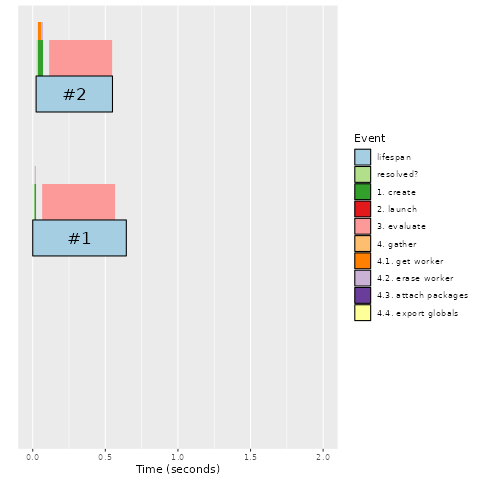 #2
#1
0.0 0.5 1.0 1.5 2.0
Time (seconds)
Event
lifespan
resolved?
1. create
2. launch
3. evaluate
4. gather
4.1. get worker
4.2. erase worker
4.3. attach packages
4.4. export globals